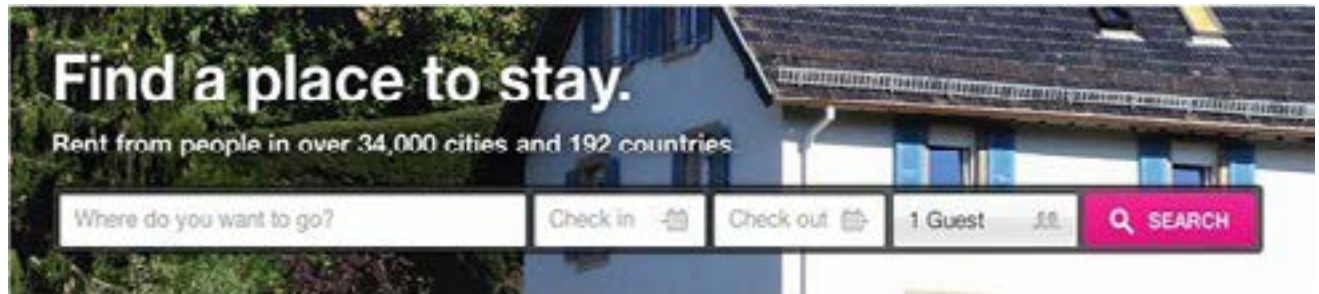 Find a place to stay.
Rent from people in over 34,000 cities and 192 countries.
Where do you want to go? Check in Check out 1 Guest SEARCH